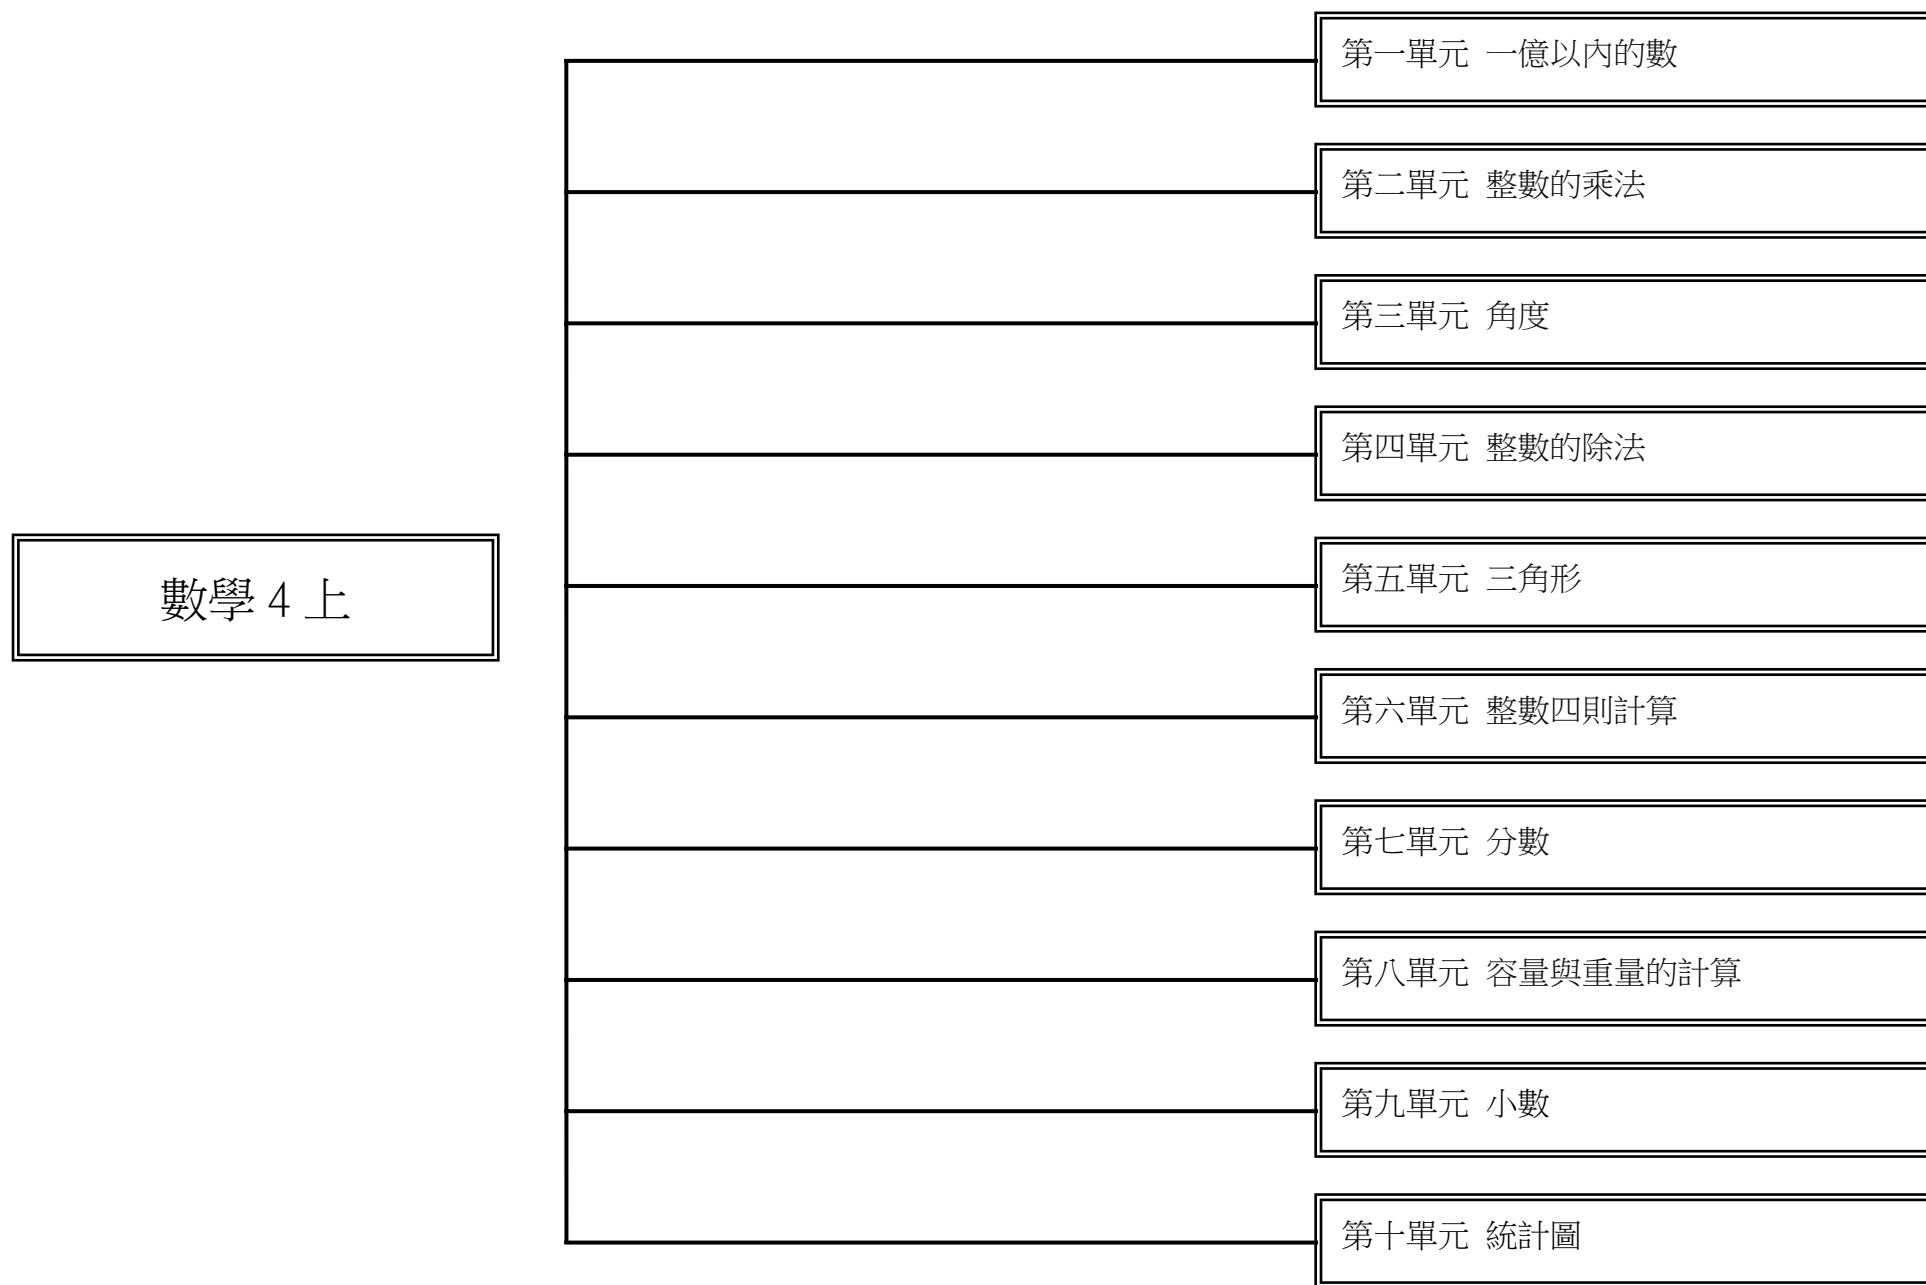 數學 4 上
第一單元 一億以內的數
第二單元 整數的乘法
第三單元 角度
第四單元 整數的除法
第五單元 三角形
第六單元 整數四則計算
第七單元 分數
第八單元 容量與重量的計算
第九單元 小數
第十單元 統計圖